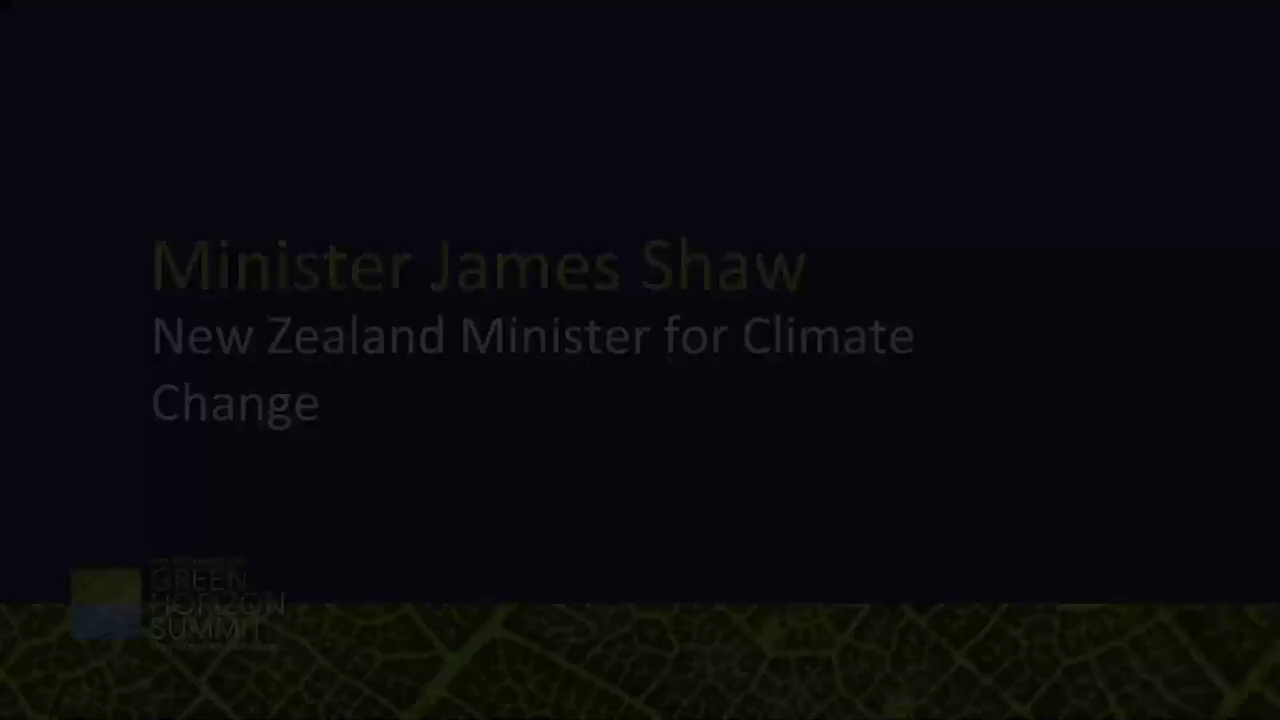 Minister James Shaw
New Zealand Minister for Climate
Change
GREEN
HORIZON
SUMMIT